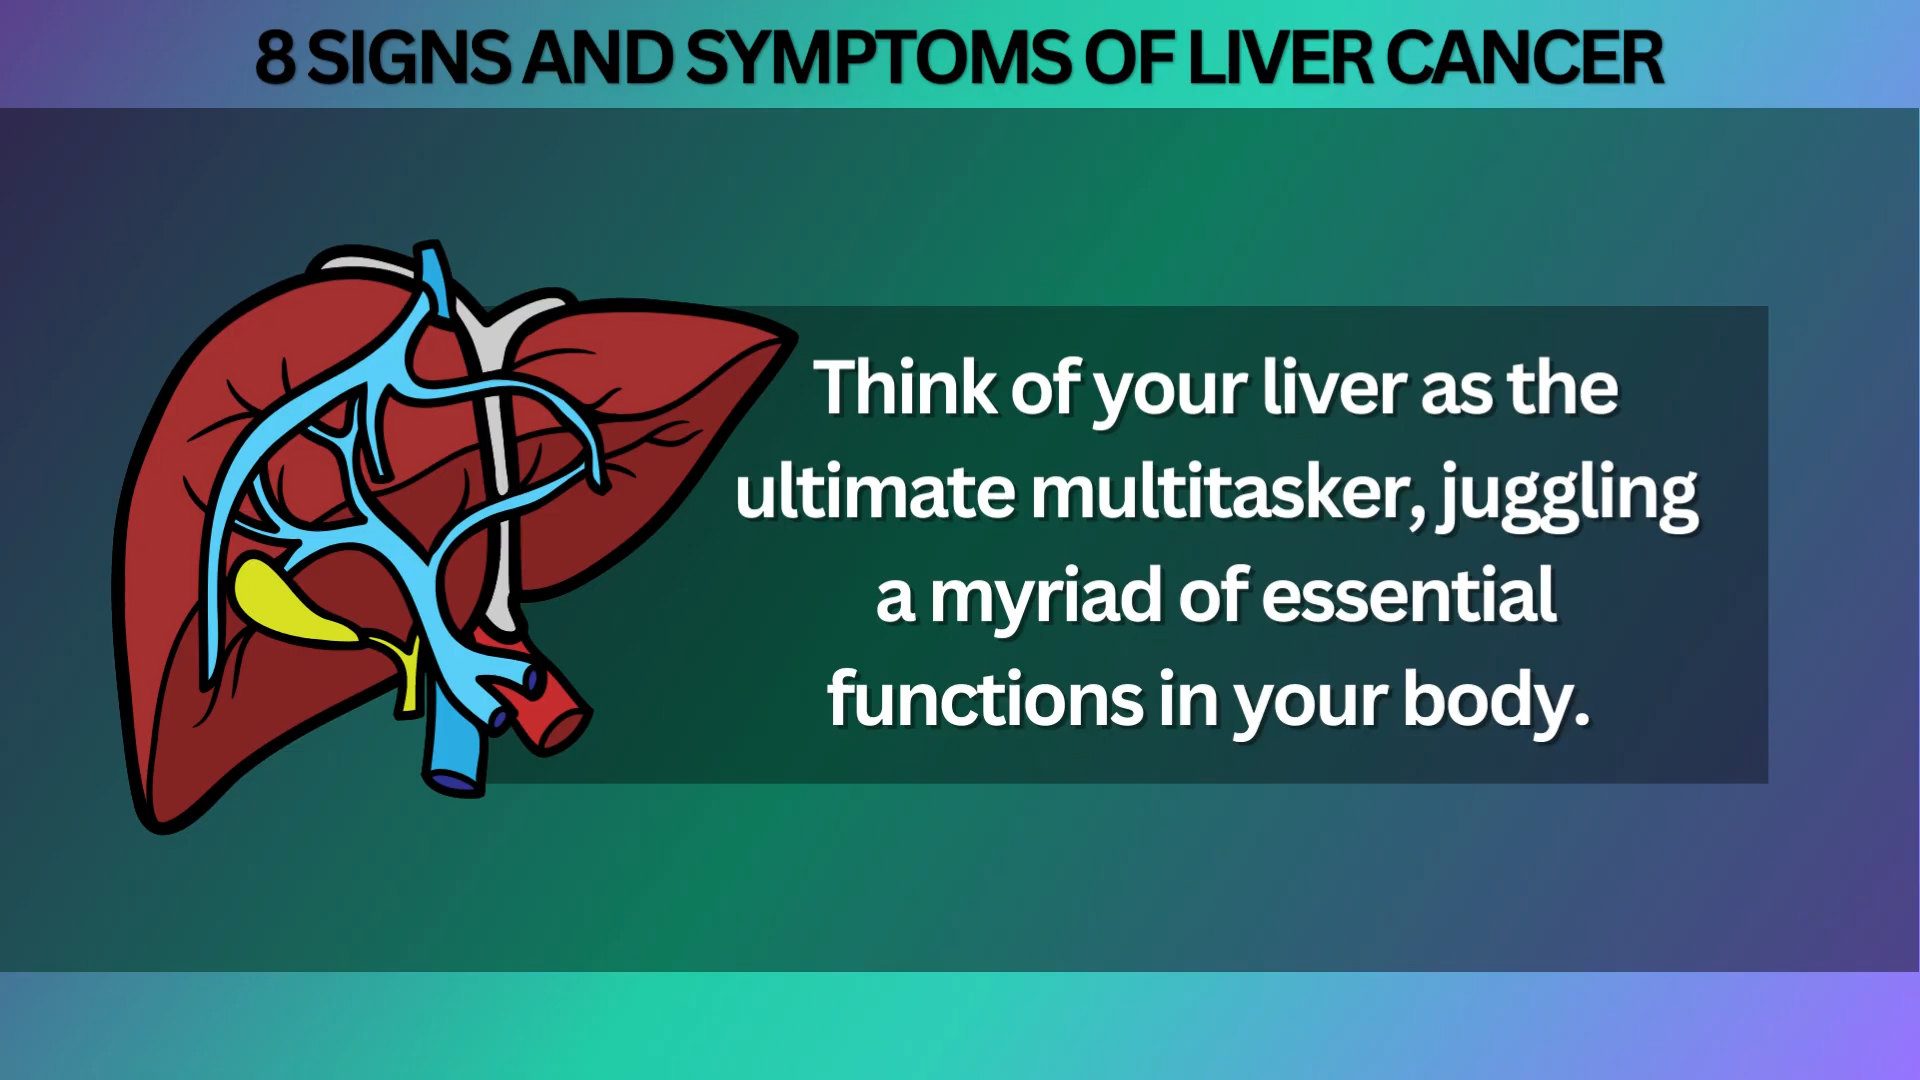 8 SIGNS AND SYMPTOMS OF LIVER CANCER
Think of your liver as the
ultimate multitasker, juggling
a myriad of essential
functions in your body.